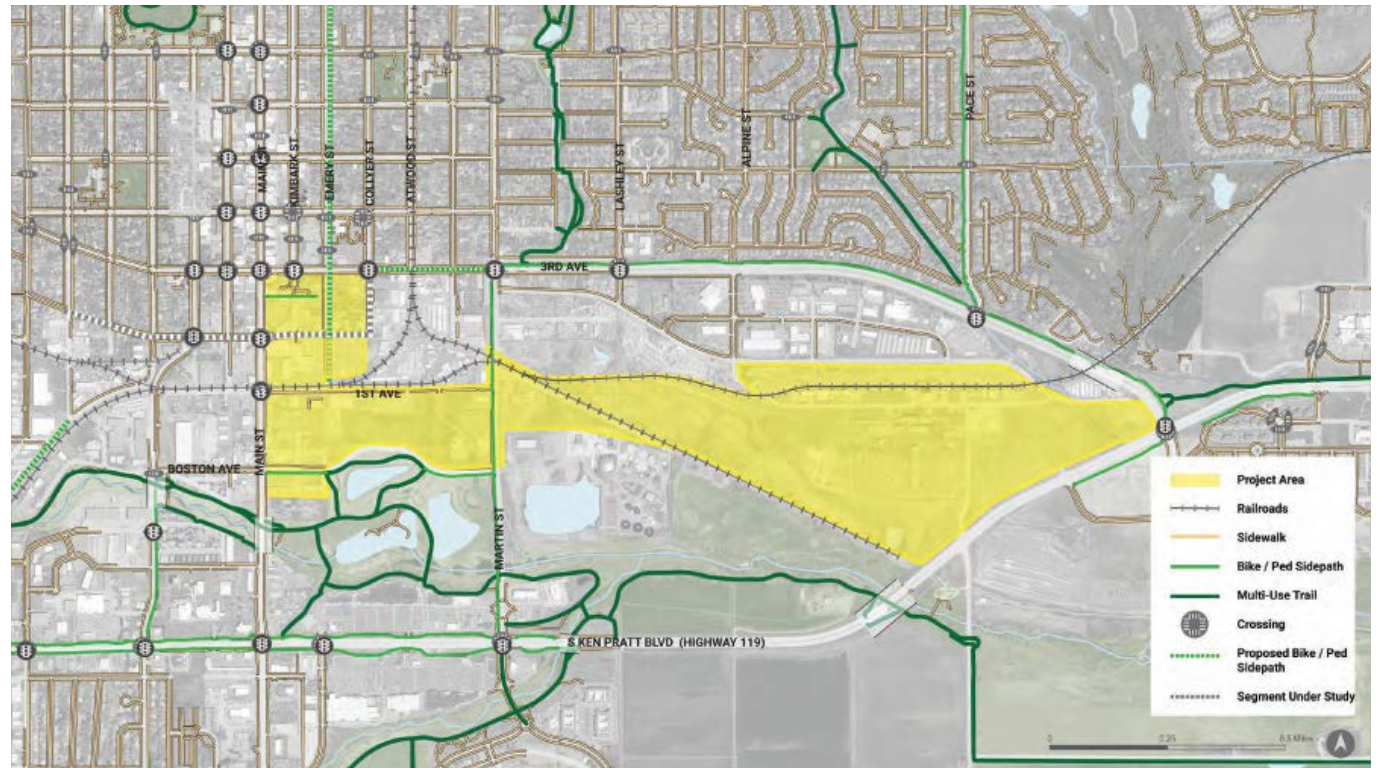 MAIN ST
KIMBARK ST
EMERY ST
COLLYER ST
ATWOOD ST
LASHLEY ST
ALPINE ST
PACE ST
3RD AVE
1ST AVE
MAIN ST
BOSTON AVE
MARTIN ST
S KEN PRATT BLVD (HIGHWAY 119)
Project Area
Railroads
Sidewalk
Bike / Ped Sidepath
Multi-Use Trail
Crossing
Proposed Bike / Ped
Sidepath
Segment Under Study
0 0.25 0.5 Miles